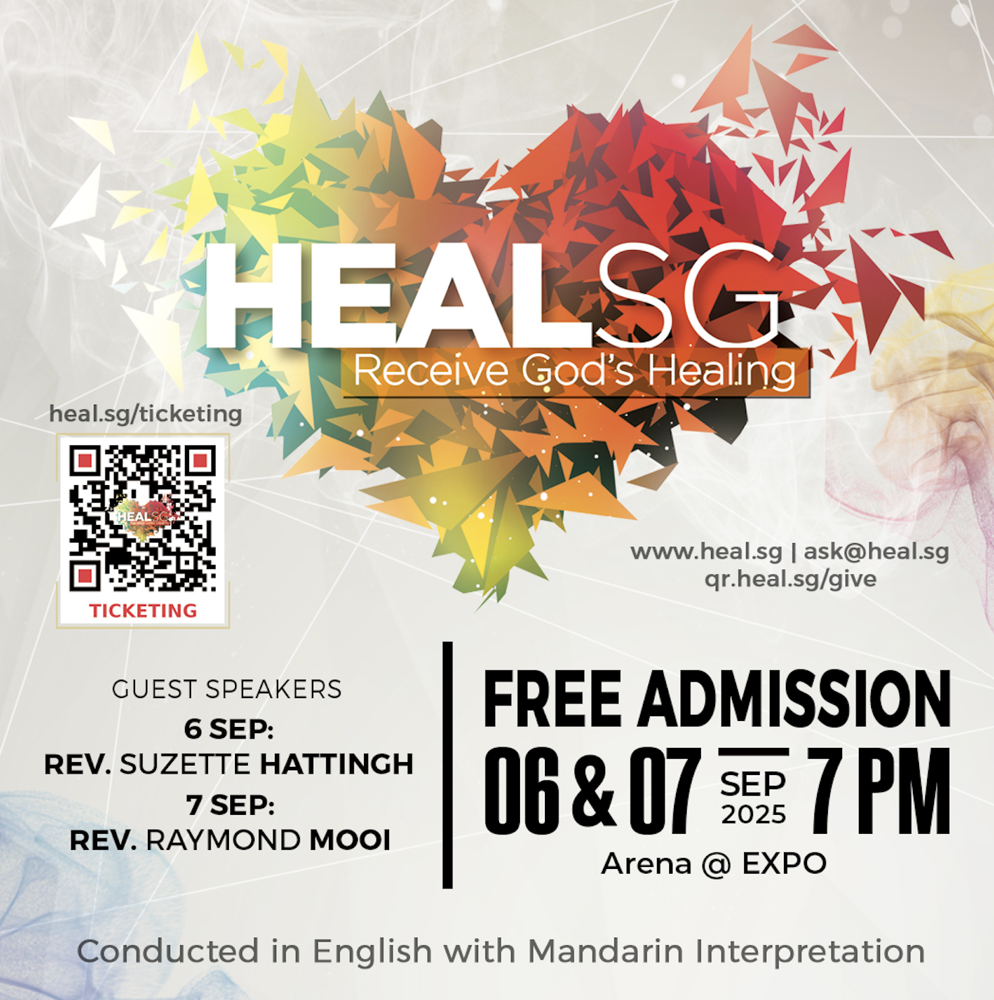 HEALSG
Receive God's Healing
heal.sg/ticketing
HEALSG
TICKETING
www.heal.sg | ask@heal.sg
qr.heal.sg/give
GUEST SPEAKERS
6 SEP:
REV. SUZETTE HATTINGH
7 SEP:
REV. RAYMOND MOOI
FREE ADMISSION
06 & 07 SEP 2025 7 PM
Arena @ EXPO
Conducted in English with Mandarin Interpretation